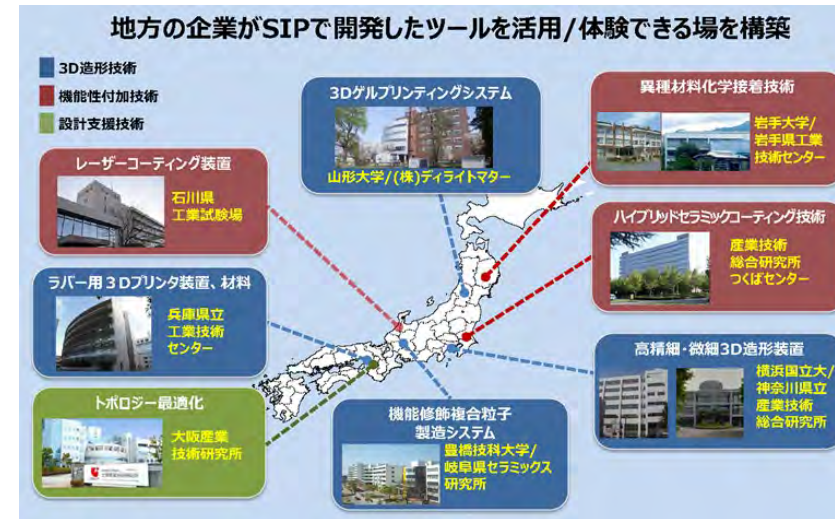 地方の企業がSIPで開発したツールを活用/体験できる場を構築
3D造形技術
機能性付加技術
設計支援技術
3Dゲルプリンティングシステム
山形大学/(株)ディライトマター
異種材料化学接着技術
岩手大学/
岩手県工業
技術センター
レーザーコーティング装置
石川県
工業試験場
ハイブリッドセラミックコーティング技術
産業技術
総合研究所
つくばセンター
ラバー用3Dプリンタ装置、材料
兵庫県立
工業技術
センター
高精細・微細3D造形装置
横浜国立大/
神奈川県立
産業技術
総合研究所
トポロジー最適化
大阪産業
技術研究所
機能修飾複合粒子
製造システム
豊橋技科大学/
岐阜県セラミックス
研究所